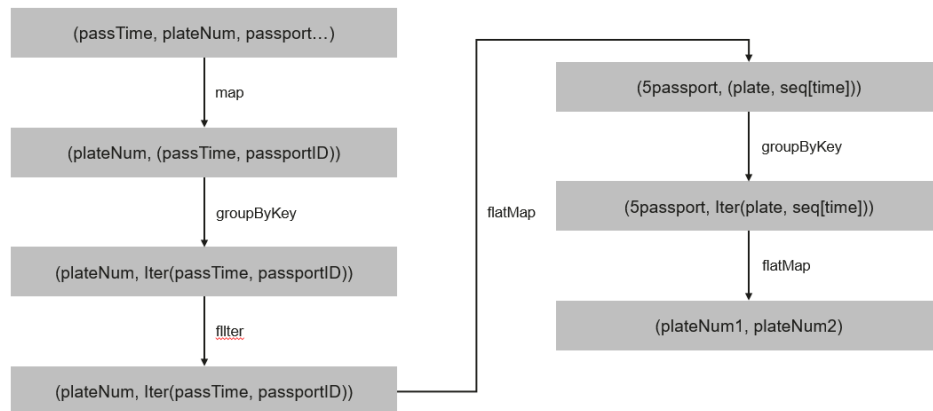 (passTime, plateNum, passport…)
map
(plateNum, (passTime, passportID))
groupByKey
(plateNum, Iter(passTime, passportID))
flIter
(plateNum, Iter(passTime, passportID))
flatMap
(5passport, (plate, seq[time]))
groupByKey
(5passport, Iter(plate, seq[time]))
flatMap
(plateNum1, plateNum2)